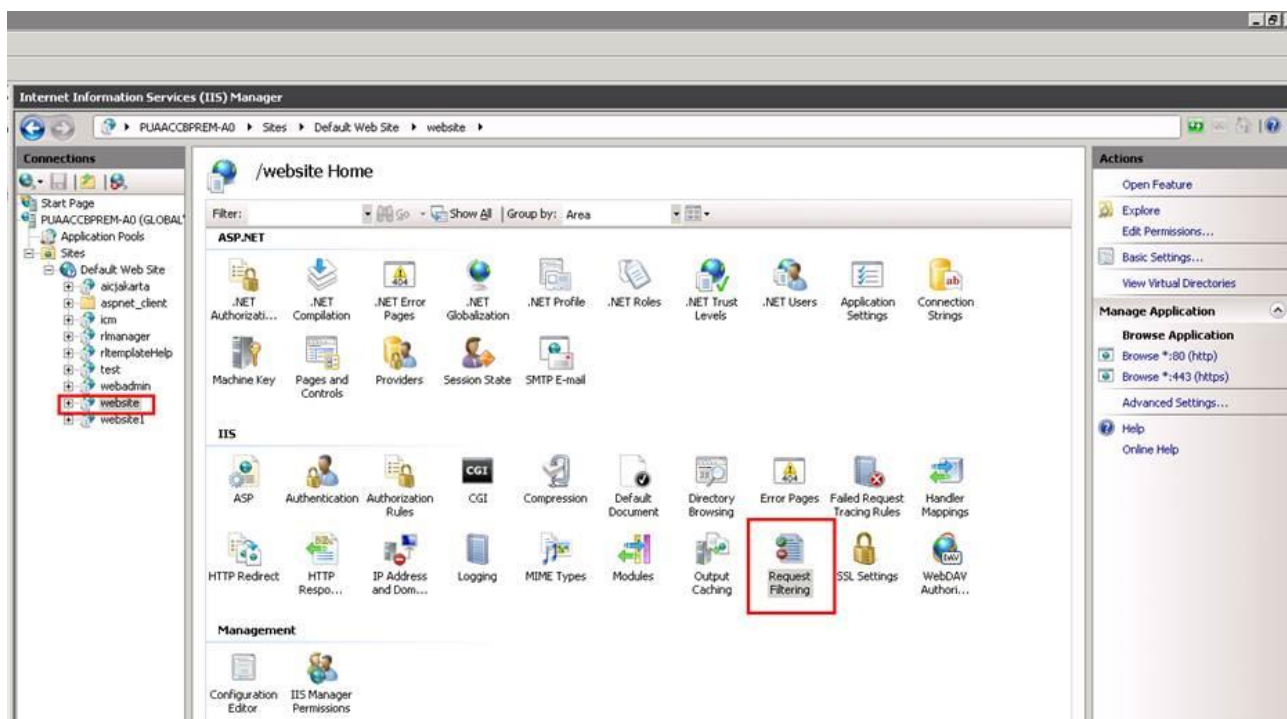 Internet Information Services (IIS) Manager
PUAACCBPREM-A0 Sites Default Web Site website
Connections
Start Page
PUAACCBPREM-A0 (GLOBAL
Application Pools
Sites
Default Web Site
aicjakarta
aspnet_client
icm
rlmanager
rltemplateHelp
test
webadmin
website
website1
/website Home
Filter: Go Show All Group by: Area
ASP.NET
.NET Authorizati...
.NET Compilation
.NET Error Pages
.NET Globalization
.NET Profile
.NET Roles
.NET Trust Levels
.NET Users
Application Settings
Connection Strings
Machine Key
Pages and Controls
Providers
Session State
SMTP E-mail
IIS
ASP
Authentication
Authorization Rules
CGI
Compression
Default Document
Directory Browsing
Error Pages
Failed Request Tracing Rules
Handler Mappings
HTTP Redirect
HTTP Respo...
IP Address and Dom...
Logging
MIME Types
Modules
Output Caching
Request Filtering
SSL Settings
WebDAV Authori...
Management
Configuration Editor
IIS Manager Permissions
Actions
Open Feature
Explore
Edit Permissions...
Basic Settings...
View Virtual Directories
Manage Application
Browse Application
Browse *:80 (http)
Browse *:443 (https)
Advanced Settings...
Help
Online Help